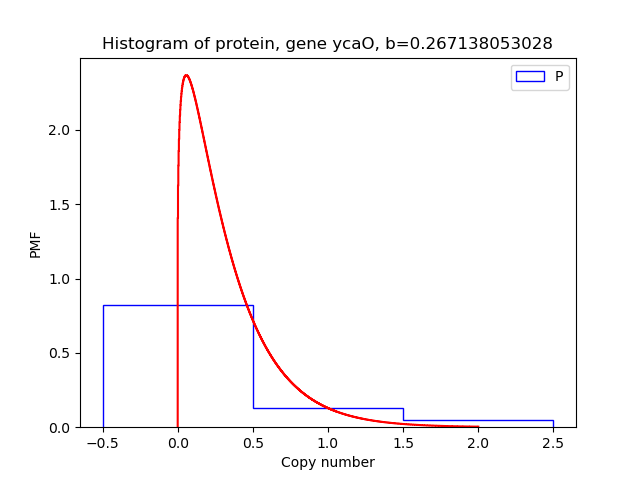 Histogram of protein, gene ycaO, b=0.267138053028
P
PMF
2.0
1.5
1.0
0.5
0.0
−0.5 0.0 0.5 1.0 1.5 2.0 2.5
Copy number